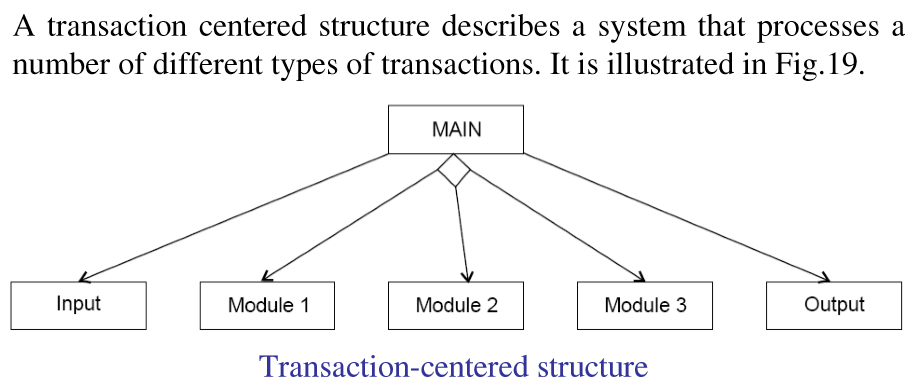 A transaction centered structure describes a system that processes a
number of different types of transactions. It is illustrated in Fig.19.
MAIN
Input
Module 1
Module 2
Module 3
Output
Transaction-centered structure